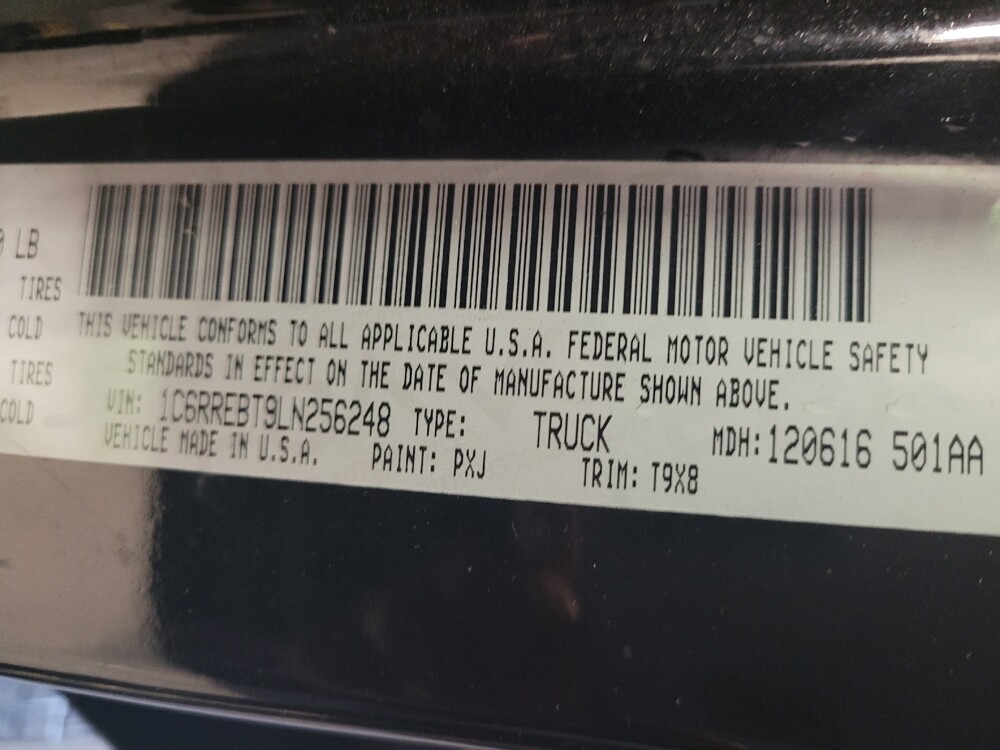 0 LB
TIRES
COLD
TIRES
COLD
THIS VEHICLE CONFORMS TO ALL APPLICABLE U.S.A. FEDERAL MOTOR VEHICLE SAFETY
STANDARDS IN EFFECT ON THE DATE OF MANUFACTURE SHOWN ABOVE.
VIN: 1C6RREBT9LN256248 TYPE: TRUCK MDH: 120616 501AA
VEHICLE MADE IN U.S.A. PAINT: PXJ TRIM: T9X8